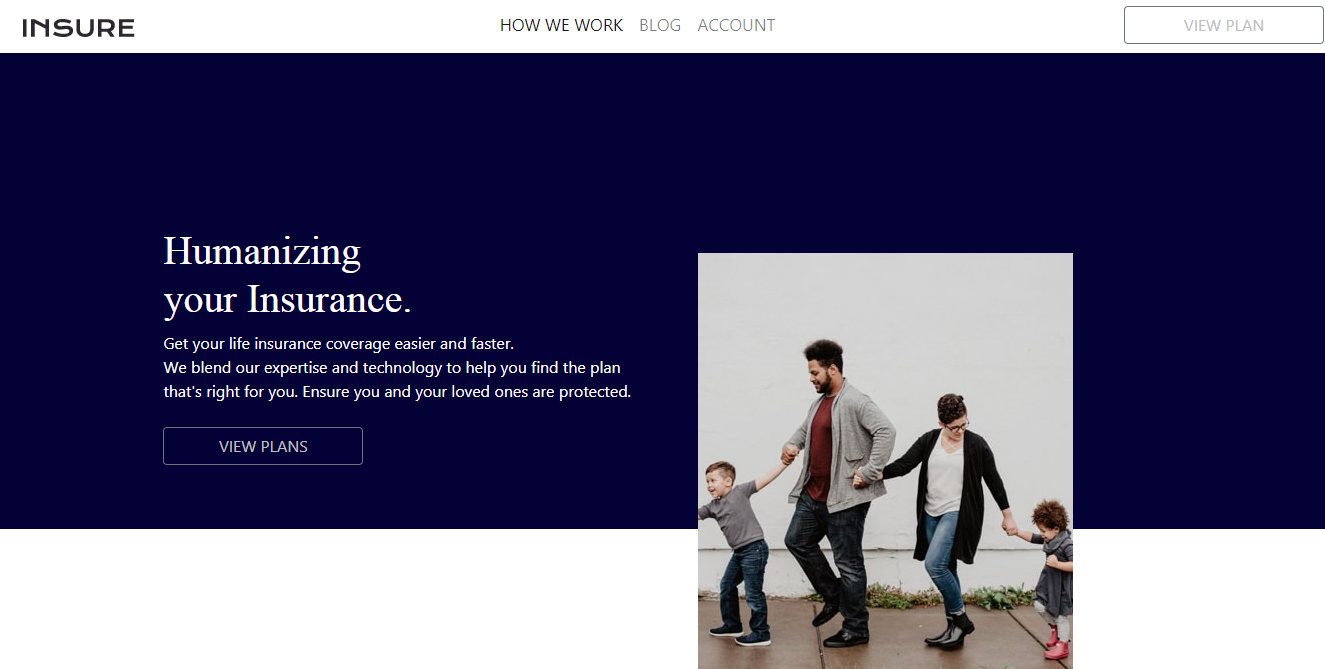 INSURE
HOW WE WORK BLOG ACCOUNT
VIEW PLAN
Humanizing
your Insurance.
Get your life insurance coverage easier and faster.
We blend our expertise and technology to help you find the plan
that's right for you. Ensure you and your loved ones are protected.
VIEW PLANS